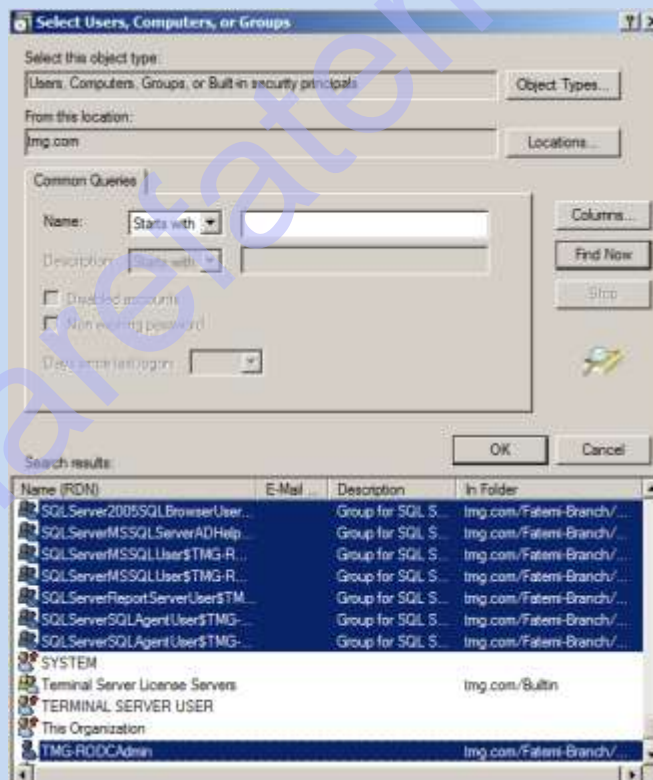 Select Users, Computers, or Groups
Select this object type:
Users, Computers, Groups, or Built-in security principals
Object Types...
From this location:
tmg.com
Locations...
Common Queries
Name:
Starts with
Columns...
Description:
Starts with
Find Now
Disabled accounts
Stop
Non expiring password
Days since last logon:
OK
Cancel
Search results:
Name (RDN) E-Mail ... Description In Folder
SQLServer2005SQLBrowserUser... Group for SQL S... tmg.com/Fatemi-Branch/...
SQLServerMSSQLServerADHelp... Group for SQL S... tmg.com/Fatemi-Branch/...
SQLServerMSSQLUser$TMG-R... Group for SQL S... tmg.com/Fatemi-Branch/...
SQLServerMSSQLUser$TMG-R... Group for SQL S... tmg.com/Fatemi-Branch/...
SQLServerReportServerUser$TM... Group for SQL S... tmg.com/Fatemi-Branch/...
SQLServerSQLAgentUser$TMG-... Group for SQL S... tmg.com/Fatemi-Branch/...
SQLServerSQLAgentUser$TMG-... Group for SQL S... tmg.com/Fatemi-Branch/...
SYSTEM
Terminal Server License Servers tmg.com/Builtin
TERMINAL SERVER USER
This Organization
TMG-RODCAdmin tmg.com/Fatemi-Branch/...